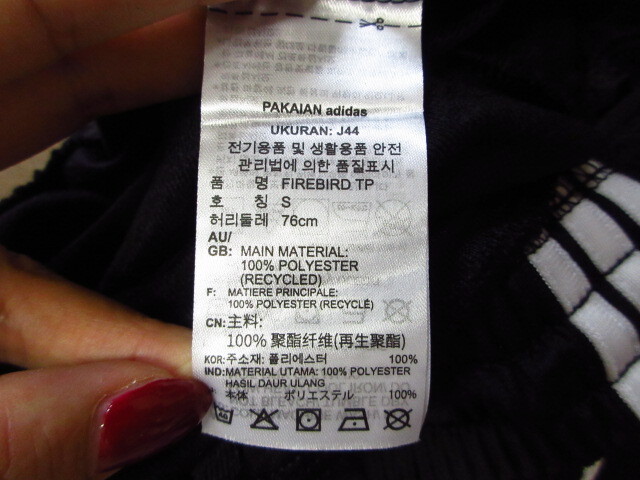 PAKAIAN adidas
UKURAN: J44
전기용품 및 생활용품 안전
관리법에 의한 품질표시
품 명 FIREBIRD TP
호 칭 S
허리둘레 76cm
AU/
GB: MAIN MATERIAL:
100% POLYESTER
(RECYCLED)
F: MATIERE PRINCIPALE:
100% POLYESTER (RECYCLÉ)
CN: 主料:
100% 聚酯纤维(再生聚酯)
KOR: 주소재: 폴리에스터 100%
IND: MATERIAL UTAMA: 100% POLYESTER
HASIL DAUR ULANG
本体 ポリエステル 100%